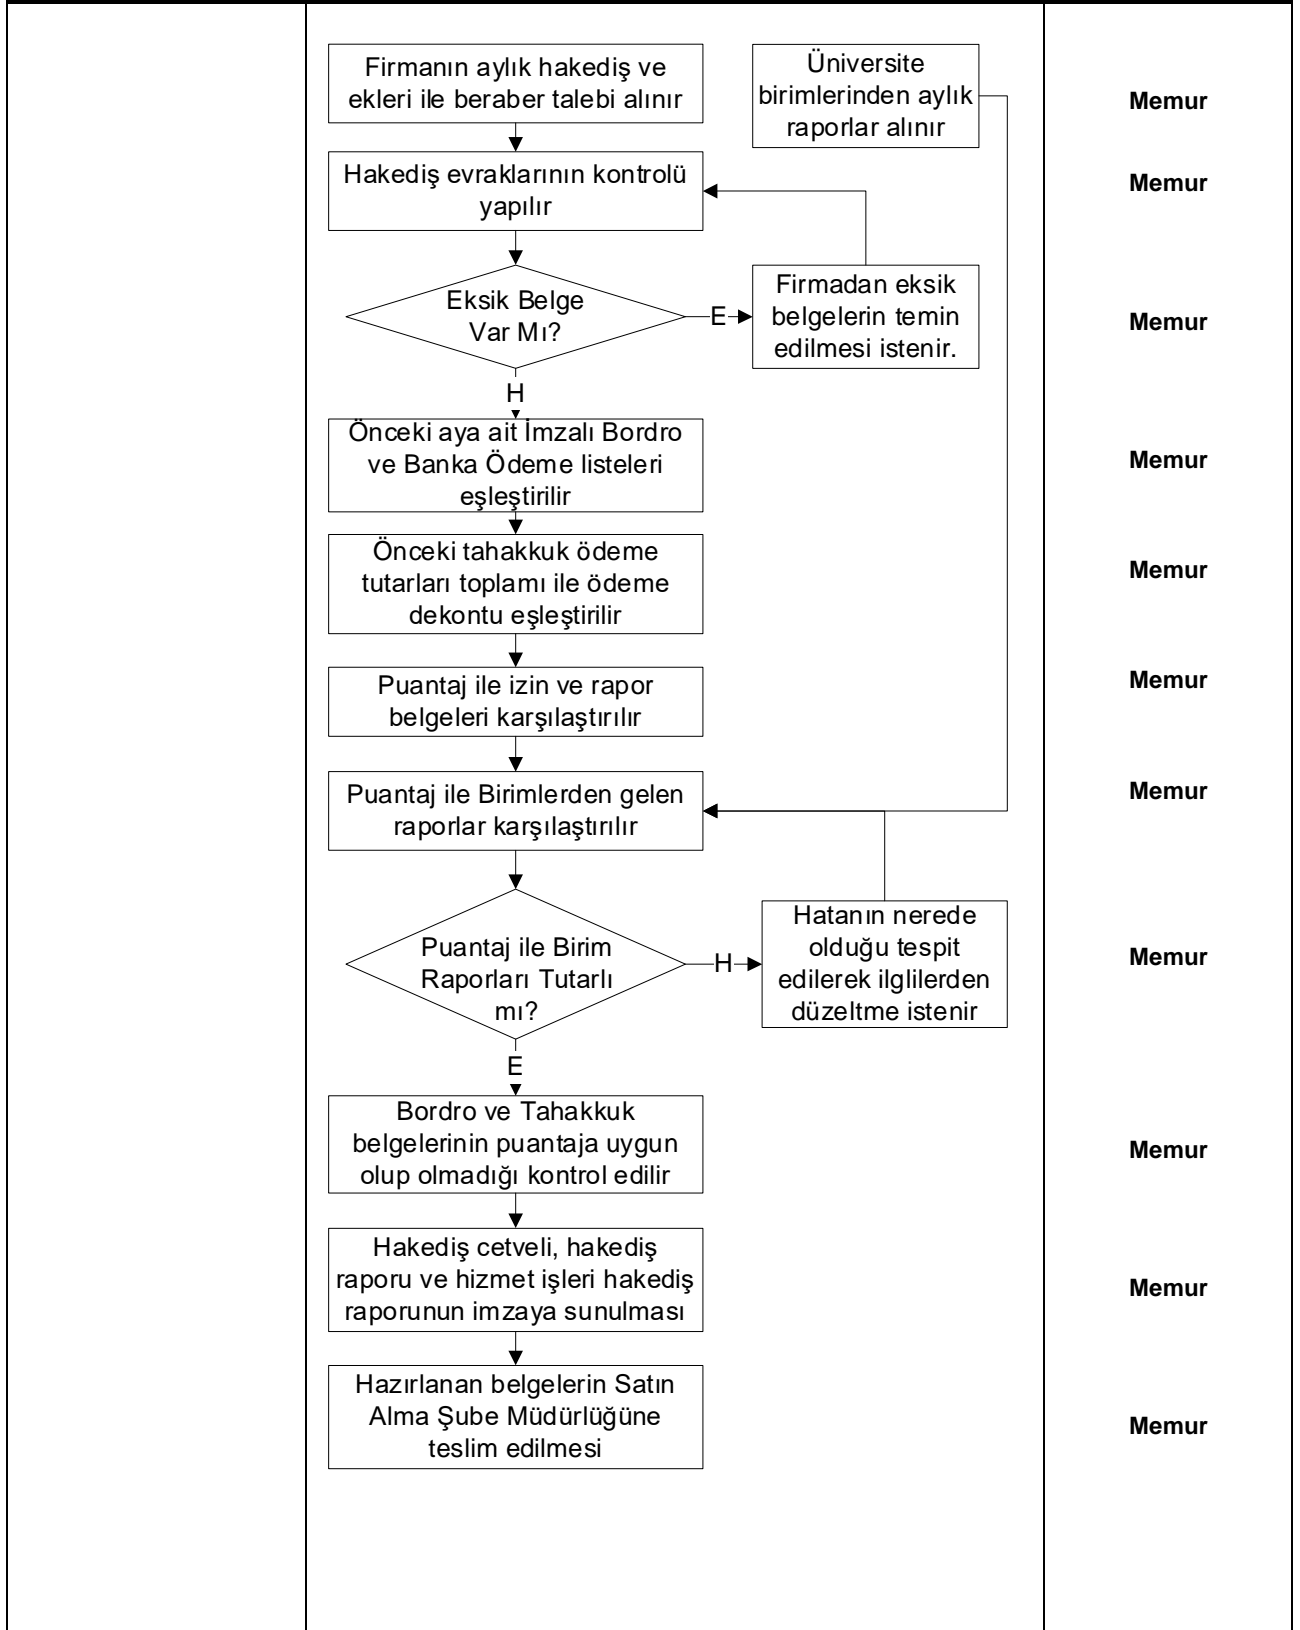 Firmanın aylık hakediş ve
ekleri ile beraber talebi alınır
Üniversite
birimlerinden aylık
raporlar alınır
Memur
Hakediş evraklarının kontrolü
yapılır
Memur
Eksik Belge
Var Mı?
E
Firmadan eksik
belgelerin temin
edilmesi istenir.
Memur
H
Önceki aya ait İmzalı Bordro
ve Banka Ödeme listeleri
eşleştirilir
Memur
Önceki tahakkuk ödeme
tutarları toplamı ile ödeme
dekontu eşleştirilir
Memur
Puantaj ile izin ve rapor
belgeleri karşılaştırılır
Memur
Puantaj ile Birimlerden gelen
raporlar karşılaştırılır
Memur
Puantaj ile Birim
Raporları Tutarlı
mı?
H
Hatanın nerede
olduğu tespit
edilerek ilglilerden
düzeltme istenir
Memur
E
Bordro ve Tahakkuk
belgelerinin puantaja uygun
olup olmadığı kontrol edilir
Memur
Hakediş cetveli, hakediş
raporu ve hizmet işleri hakediş
raporunun imzaya sunulması
Memur
Hazırlanan belgelerin Satın
Alma Şube Müdürlüğüne
teslim edilmesi
Memur